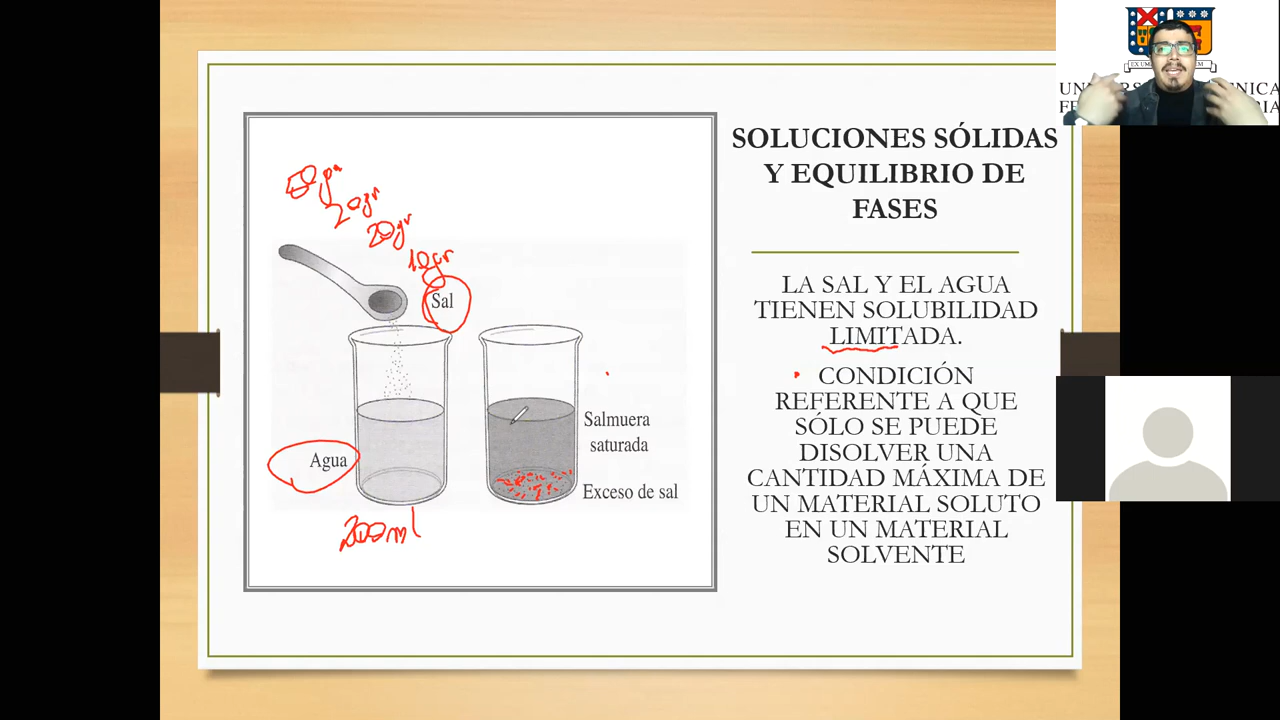 SOLUCIONES SÓLIDAS
Y EQUILIBRIO DE
FASES
LA SAL Y EL AGUA
TIENEN SOLUBILIDAD
LIMITADA.
CONDICIÓN
REFERENTE A QUE
SÓLO SE PUEDE
DISOLVER UNA
CANTIDAD MÁXIMA DE
UN MATERIAL SOLUTO
EN UN MATERIAL
SOLVENTE
20gr
20gr
10gr
Sal
Agua
200ml
Salmuera
saturada
Exceso de sal